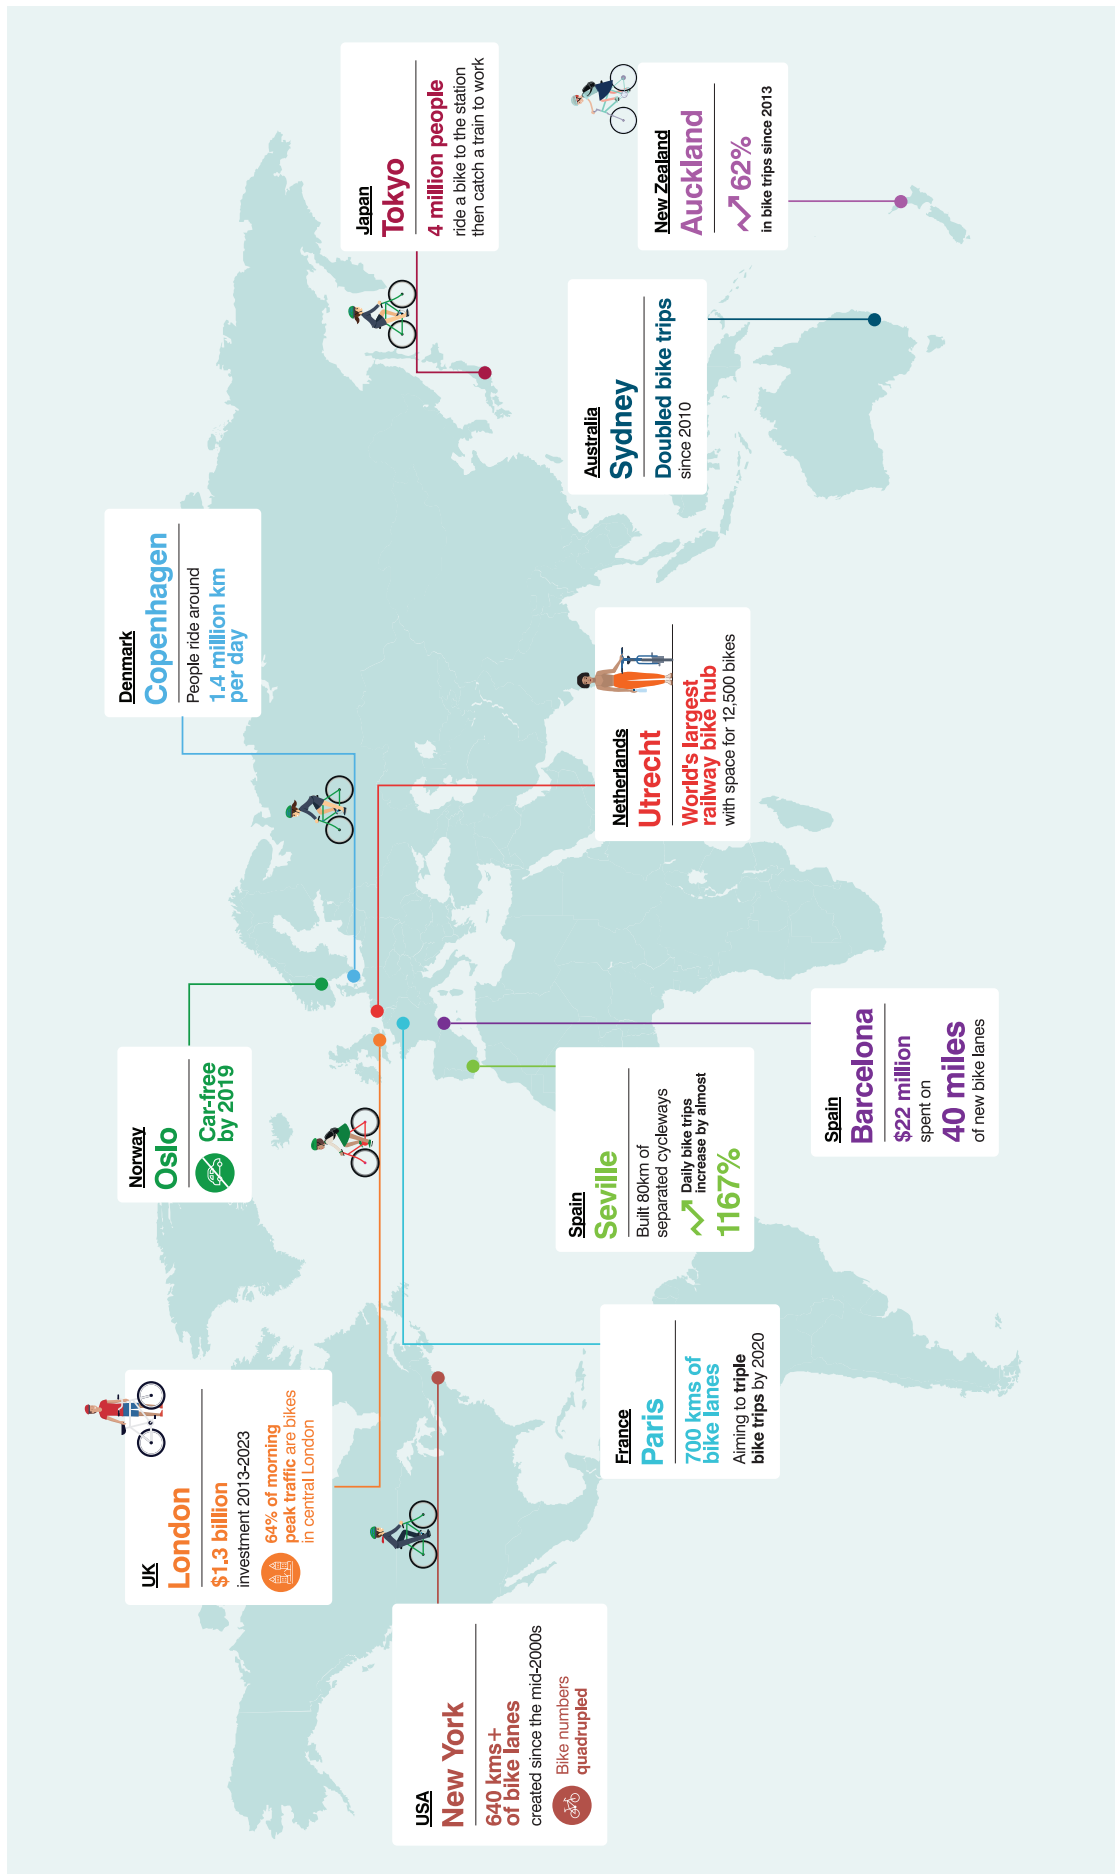 USA
New York
640 kms+
of bike lanes
created since the mid-2000s
Bike numbers
quadrupled
UK
London
$1.3 billion
investment 2013-2023
64% of morning
peak traffic are bikes
in central London
France
Paris
700 kms of
bike lanes
Aiming to triple
bike trips by 2020
Norway
Oslo
Car-free
by 2019
Spain
Seville
Built 80km of
separated cycleways
Daily bike trips
increase by almost
1167%
Spain
Barcelona
$22 million
spent on
40 miles
of new bike lanes
Denmark
Copenhagen
People ride around
1.4 million km
per day
Netherlands
Utrecht
World's largest
railway bike hub
with space for 12,500 bikes
Japan
Tokyo
4 million people
ride a bike to the station
then catch a train to work
Australia
Sydney
Doubled bike trips
since 2010
New Zealand
Auckland
62%
in bike trips since 2013